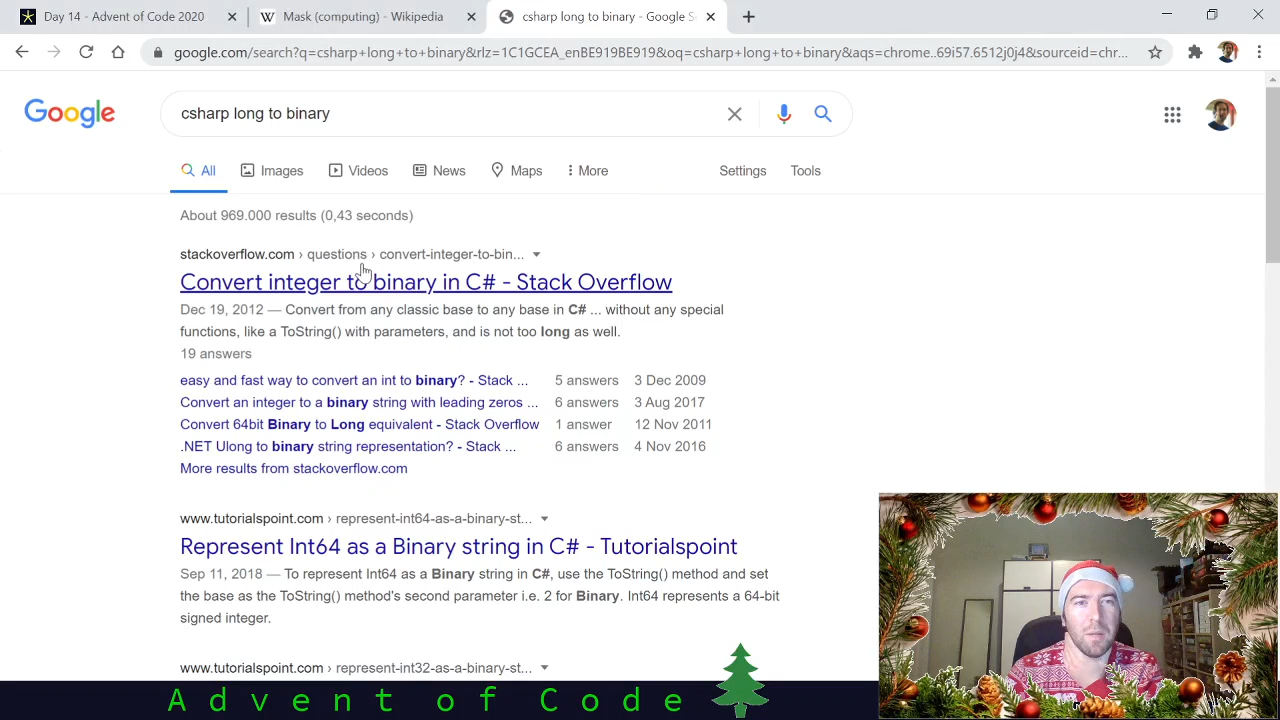 Day 14 - Advent of Code 2020
Mask (computing) - Wikipedia
csharp long to binary - Google S
google.com/search?q=csharp+long+to+binary&rlz=1C1GCEA_enBE919BE919&oq=csharp+long+to+binary&aqs=chrome..69i57.6512j0j4&sourceid=chr...
Google
csharp long to binary
All
Images
Videos
News
Maps
More
Settings
Tools
About 969.000 results (0,43 seconds)
stackoverflow.com › questions › convert-integer-to-bin...
Convert integer to binary in C# - Stack Overflow
Dec 19, 2012 — Convert from any classic base to any base in C# ... without any special
functions, like a ToString() with parameters, and is not too long as well.
19 answers
easy and fast way to convert an int to binary? - Stack ... 5 answers 3 Dec 2009
Convert an integer to a binary string with leading zeros ... 6 answers 3 Aug 2017
Convert 64bit Binary to Long equivalent - Stack Overflow 1 answer 12 Nov 2011
.NET Ulong to binary string representation? - Stack ... 6 answers 4 Nov 2016
More results from stackoverflow.com
www.tutorialspoint.com › represent-int64-as-a-binary-st...
Represent Int64 as a Binary string in C# - Tutorialspoint
Sep 11, 2018 — To represent Int64 as a Binary string in C#, use the ToString() method and set
the base as the ToString() method's second parameter i.e. 2 for Binary. Int64 represents a 64-bit
signed integer.
www.tutorialspoint.com › represent-int32-as-a-binary-st...
Advent of Code